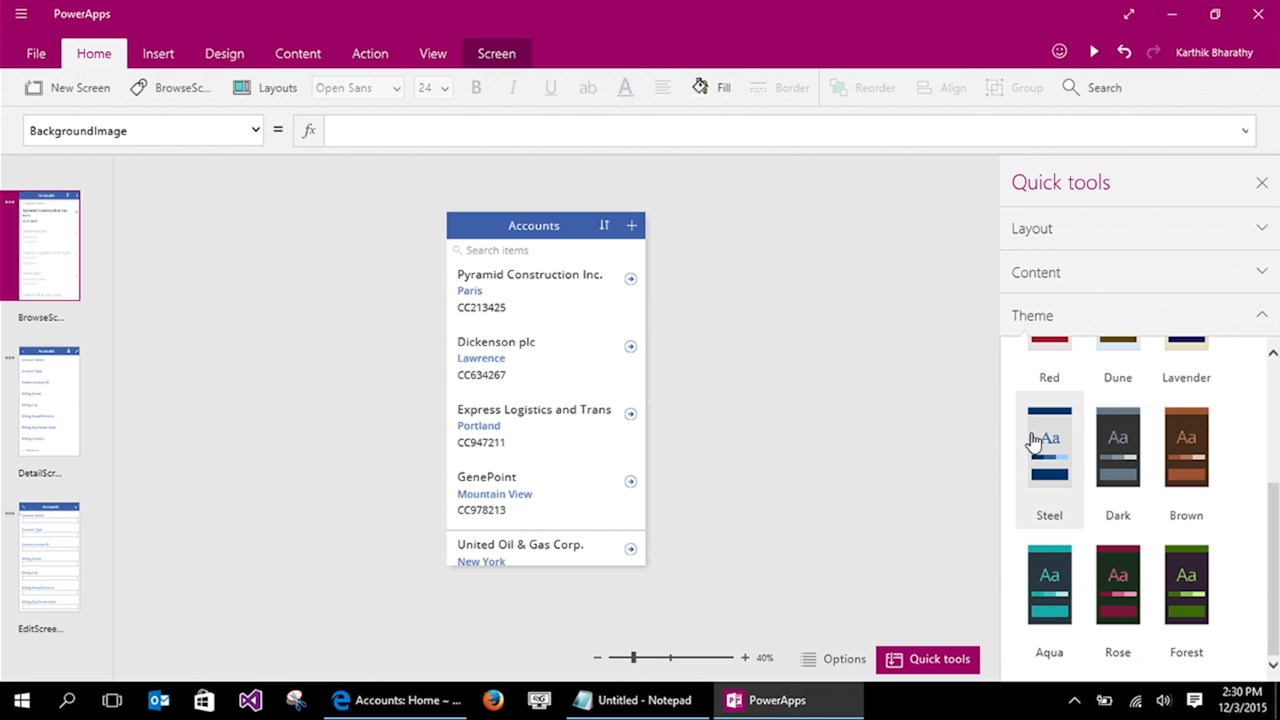 PowerApps
File Home Insert Design Content Action View Screen
Karthik Bharathy
New Screen BrowseSc... Layouts Open Sans 24 B I U ab A Fill Border Reorder Align Group Search
BackgroundImage = fx
Quick tools
Layout
Content
Theme
Red Dune Lavender
Aa Aa Aa
Steel Dark Brown
Aa Aa Aa
Aqua Rose Forest
Accounts
BrowseSc...
Accounts
DetailScr...
Accounts
EditScree...
Accounts
Search items
Pyramid Construction Inc.
Paris
CC213425
Dickenson plc
Lawrence
CC634267
Express Logistics and Trans
Portland
CC947211
GenePoint
Mountain View
CC978213
United Oil & Gas Corp.
New York
40% Options Quick tools
Accounts: Home ~ ...
Untitled - Notepad
PowerApps
2:30 PM
12/3/2015